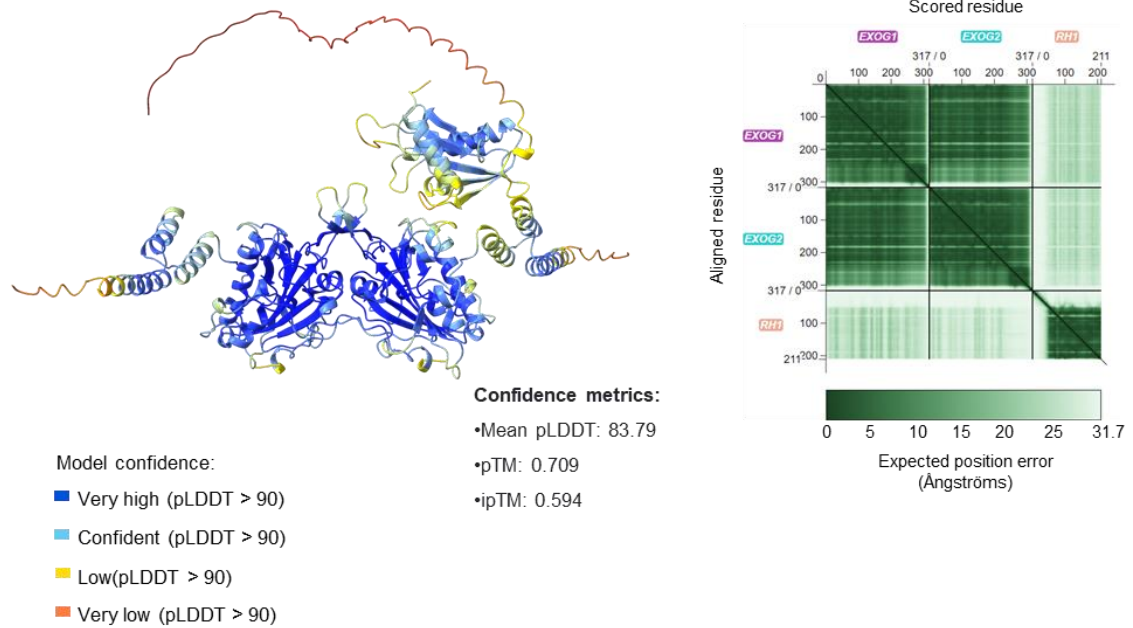 Scored residue
EXOG1 EXOG2 RH1
317 / 0 317 / 0 211
0 100 200 300 100 200 300 100 200
EXOG1
EXOG2
RH1
Aligned residue
100
200
300
317 / 0
100
200
300
317 / 0
100
211 200
0 5 10 15 20 25 31.7
Expected position error
(Ångströms)
Confidence metrics:
•Mean pLDDT: 83.79
•pTM: 0.709
•ipTM: 0.594
Model confidence:
Very high (pLDDT > 90)
Confident (pLDDT > 90)
Low(pLDDT > 90)
Very low (pLDDT > 90)